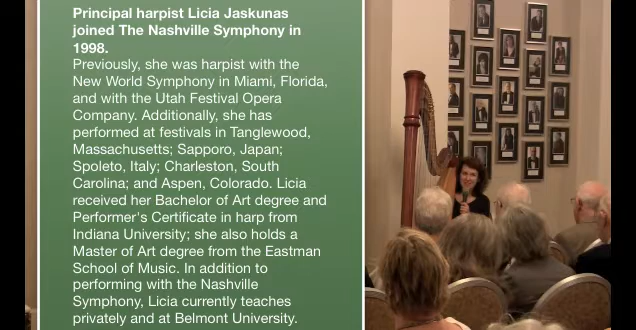 Principal harpist Licia Jaskunas
joined The Nashville Symphony in
1998.
Previously, she was harpist with the
New World Symphony in Miami, Florida,
and with the Utah Festival Opera
Company. Additionally, she has
performed at festivals in Tanglewood,
Massachusetts; Sapporo, Japan;
Spoleto, Italy; Charleston, South
Carolina; and Aspen, Colorado. Licia
received her Bachelor of Art degree and
Performer's Certificate in harp from
Indiana University; she also holds a
Master of Art degree from the Eastman
School of Music. In addition to
performing with the Nashville
Symphony, Licia currently teaches
privately and at Belmont University.